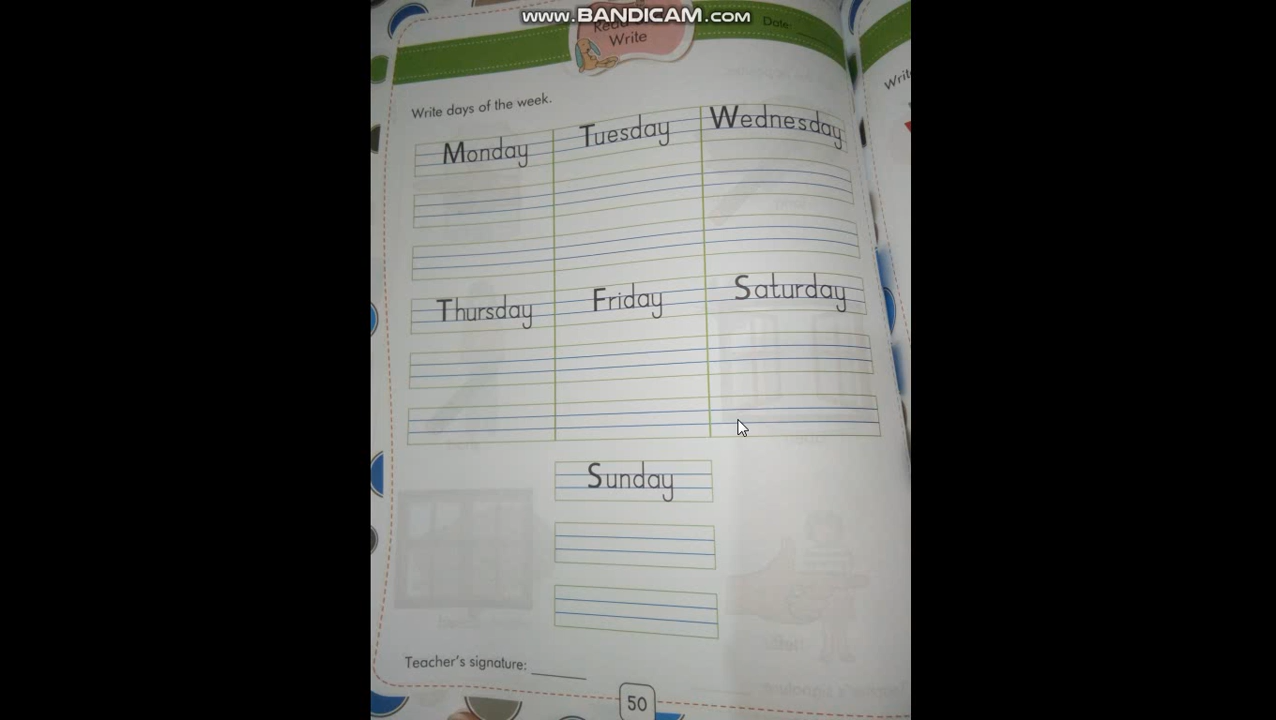 www.BANDICAM.com
Read
Write
Date:
Write days of the week.
Monday Tuesday Wednesday
Thursday Friday Saturday
Sunday
Teacher's signature:
50